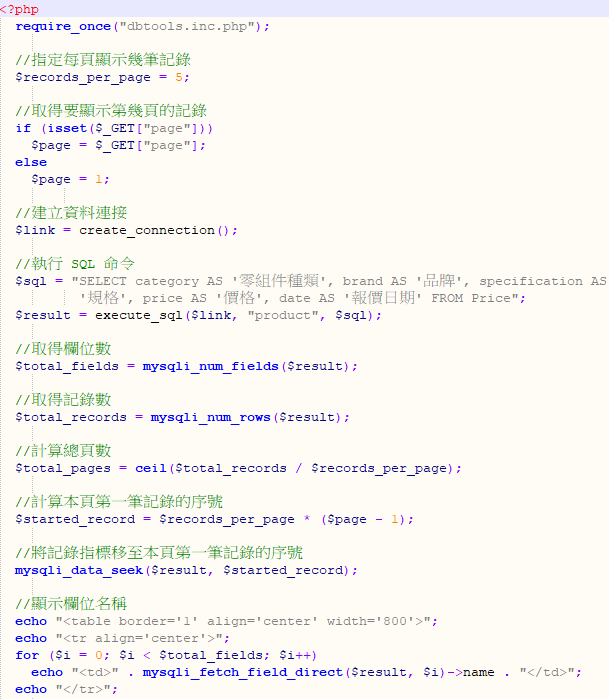 <?php
require_once("dbtools.inc.php");
//指定每頁顯示幾筆記錄
$records_per_page = 5;
//取得要顯示第幾頁的記錄
if (isset($_GET["page"]))
$page = $_GET["page"];
else
$page = 1;
//建立資料連接
$link = create_connection();
//執行 SQL 命令
$sql = "SELECT category AS '零組件種類', brand AS '品牌', specification AS
'規格', price AS '價格', date AS '報價日期' FROM Price";
$result = execute_sql($link, "product", $sql);
//取得欄位數
$total_fields = mysqli_num_fields($result);
//取得記錄數
$total_records = mysqli_num_rows($result);
//計算總頁數
$total_pages = ceil($total_records / $records_per_page);
//計算本頁第一筆記錄的序號
$started_record = $records_per_page * ($page - 1);
//將記錄指標移至本頁第一筆記錄的序號
mysqli_data_seek($result, $started_record);
//顯示欄位名稱
echo "<table border='1' align='center' width='800'>";
echo "<tr align='center'>";
for ($i = 0; $i < $total_fields; $i++)
echo "<td>" . mysqli_fetch_field_direct($result, $i)->name . "</td>";
echo "</tr>";